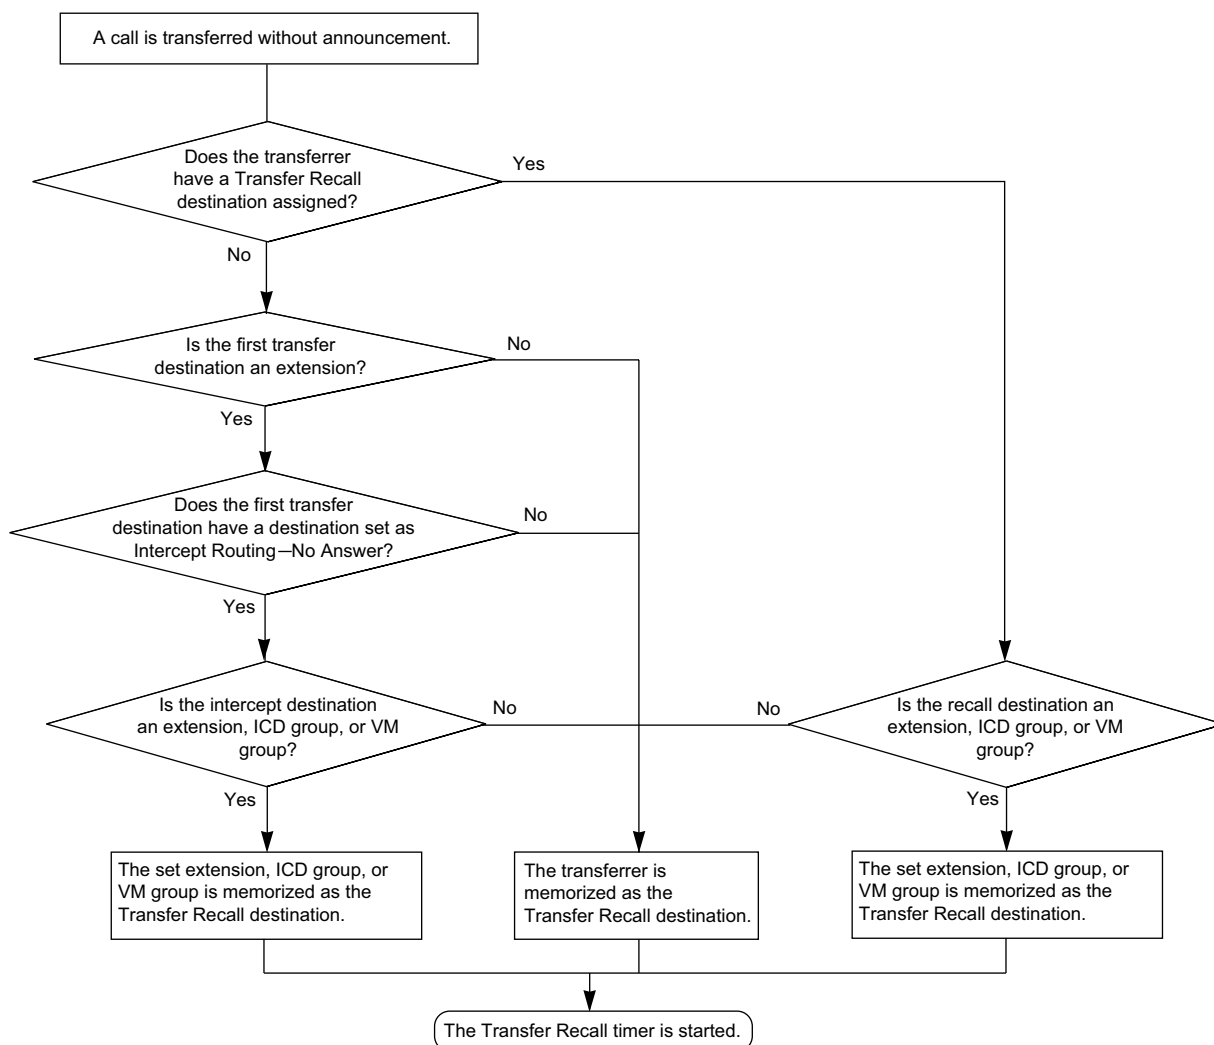 A call is transferred without announcement.
Does the transferrer
have a Transfer Recall
destination assigned?
Yes
No
Is the first transfer
destination an extension?
No
Yes
Does the first transfer
destination have a destination set as
Intercept Routing—No Answer?
No
Yes
Is the intercept destination
an extension, ICD group, or VM
group?
No
Yes
No
Is the recall destination an
extension, ICD group, or VM
group?
Yes
The set extension, ICD group, or
VM group is memorized as the
Transfer Recall destination.
The transferrer is
memorized as the
Transfer Recall destination.
The set extension, ICD group, or
VM group is memorized as the
Transfer Recall destination.
The Transfer Recall timer is started.